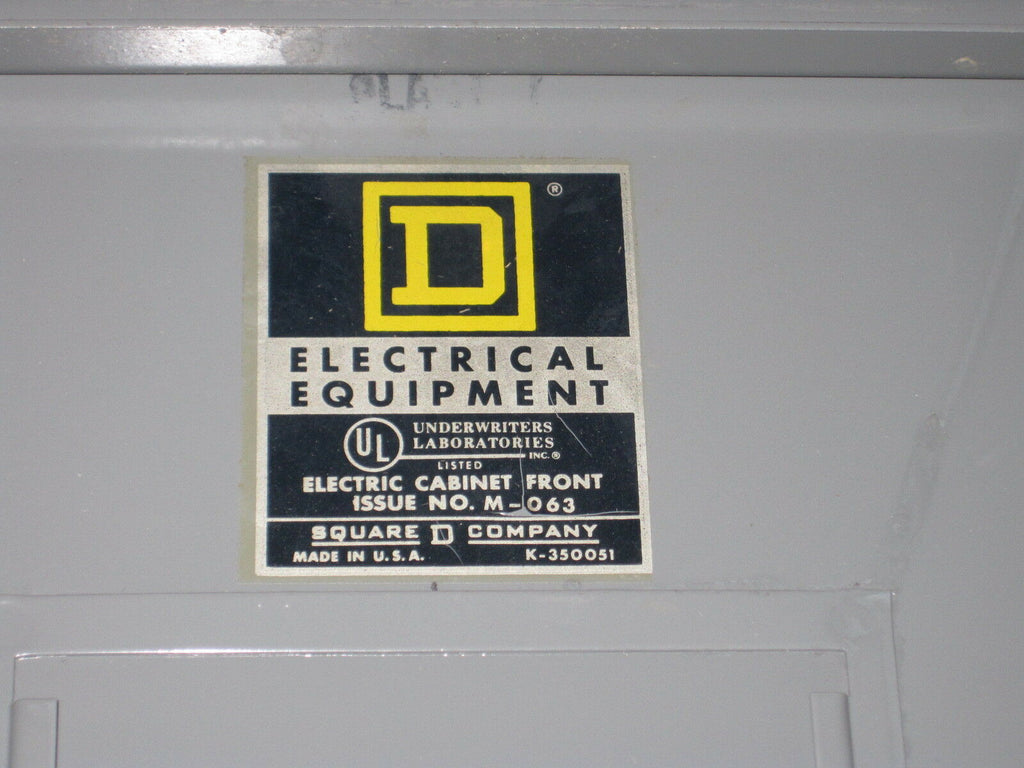 D ®
ELECTRICAL
EQUIPMENT
UL UNDERWRITERS
LABORATORIES
INC.®
LISTED
ELECTRIC CABINET FRONT
ISSUE NO. M-063
SQUARE D COMPANY
MADE IN U.S.A. K-350051